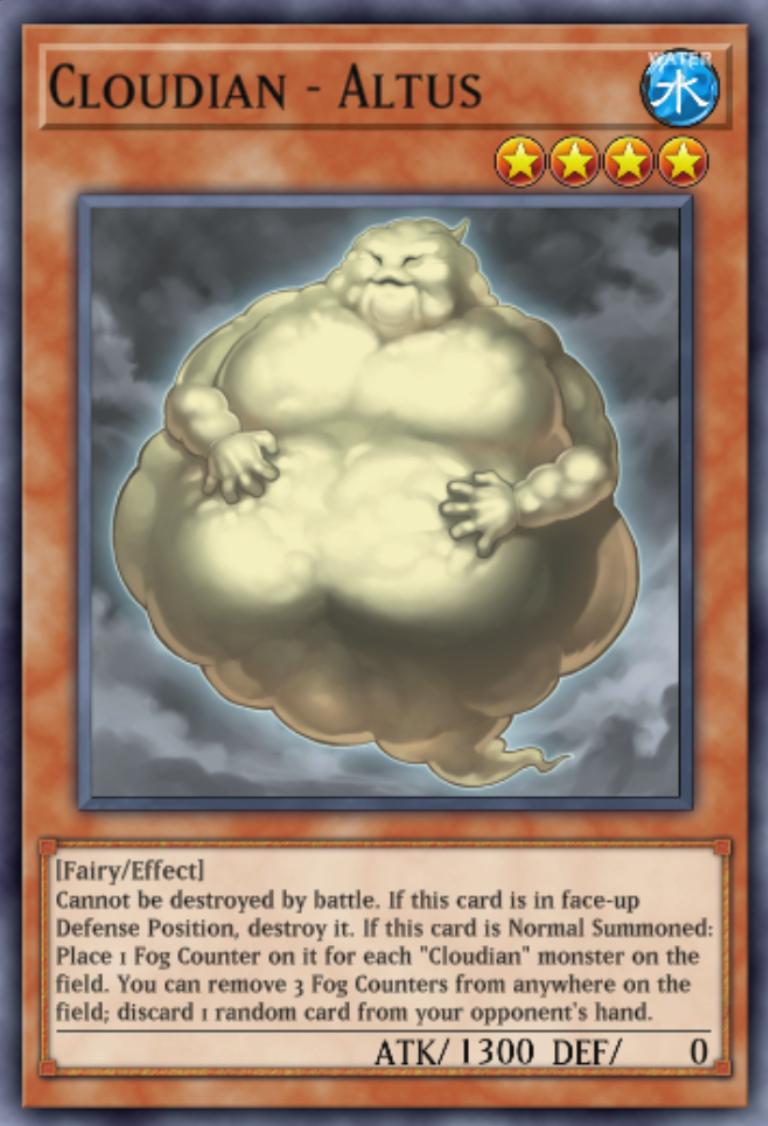 Cloudian - Altus
WATER
水
[Fairy/Effect]
Cannot be destroyed by battle. If this card is in face-up
Defense Position, destroy it. If this card is Normal Summoned:
Place 1 Fog Counter on it for each "Cloudian" monster on the
field. You can remove 3 Fog Counters from anywhere on the
field; discard 1 random card from your opponent's hand.
ATK/ 1300 DEF/ 0